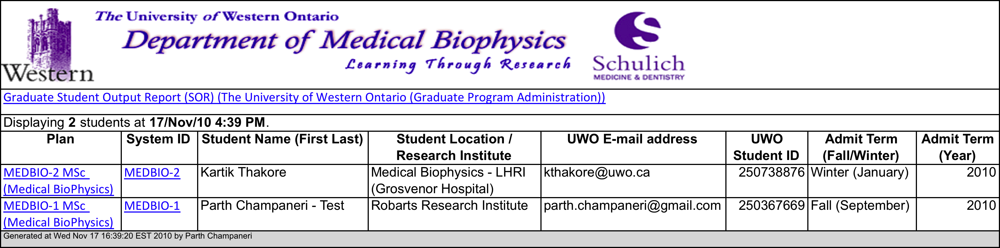 The University of Western Ontario
Department of Medical Biophysics
Learning Through Research
Western
Schulich
MEDICINE & DENTISTRY
Graduate Student Output Report (SOR) (The University of Western Ontario (Graduate Program Administration))
Displaying 2 students at 17/Nov/10 4:39 PM.
Plan System ID Student Name (First Last) Student Location / UWO E-mail address UWO Admit Term Admit Term
Research Institute Student ID (Fall/Winter) (Year)
MEDBIO-2 MSc MEDBIO-2 Kartik Thakore Medical Biophysics - LHRI kthakore@uwo.ca 250738876 Winter (January) 2010
(Medical BioPhysics) (Grosvenor Hospital)
MEDBIO-1 MSc MEDBIO-1 Parth Champaneri - Test Robarts Research Institute parth.champaneri@gmail.com 250367669 Fall (September) 2010
(Medical BioPhysics)
Generated at Wed Nov 17 16:39:20 EST 2010 by Parth Champaneri